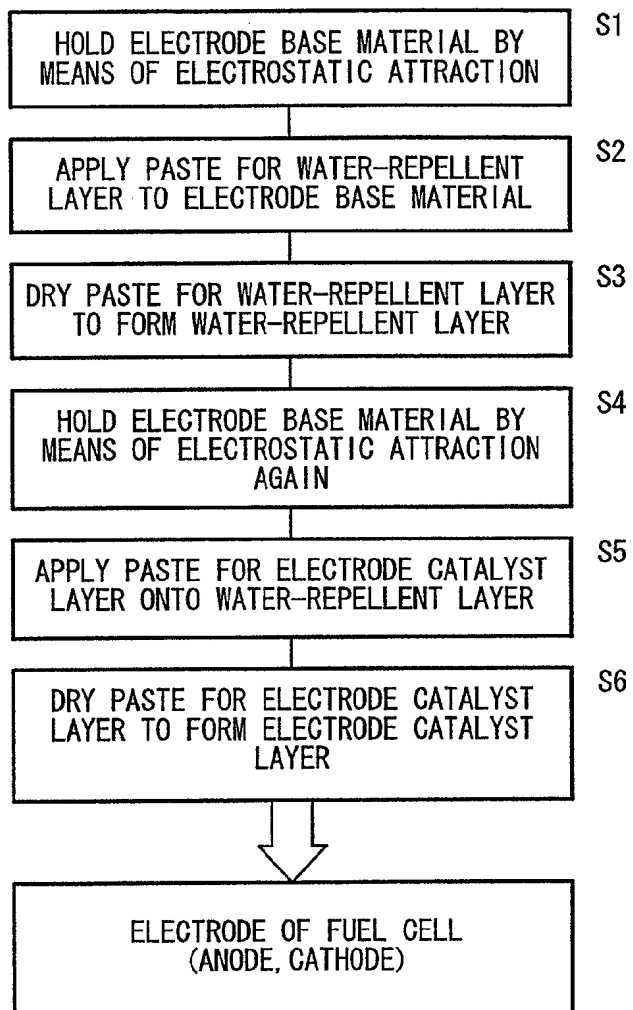 HOLD ELECTRODE BASE MATERIAL BY
MEANS OF ELECTROSTATIC ATTRACTION
S1
APPLY PASTE FOR WATER-REPELLENT
LAYER TO ELECTRODE BASE MATERIAL
S2
DRY PASTE FOR WATER-REPELLENT LAYER
TO FORM WATER-REPELLENT LAYER
S3
HOLD ELECTRODE BASE MATERIAL BY
MEANS OF ELECTROSTATIC ATTRACTION
AGAIN
S4
APPLY PASTE FOR ELECTRODE CATALYST
LAYER ONTO WATER-REPELLENT LAYER
S5
DRY PASTE FOR ELECTRODE CATALYST
LAYER TO FORM ELECTRODE CATALYST
LAYER
S6
ELECTRODE OF FUEL CELL
(ANODE, CATHODE)